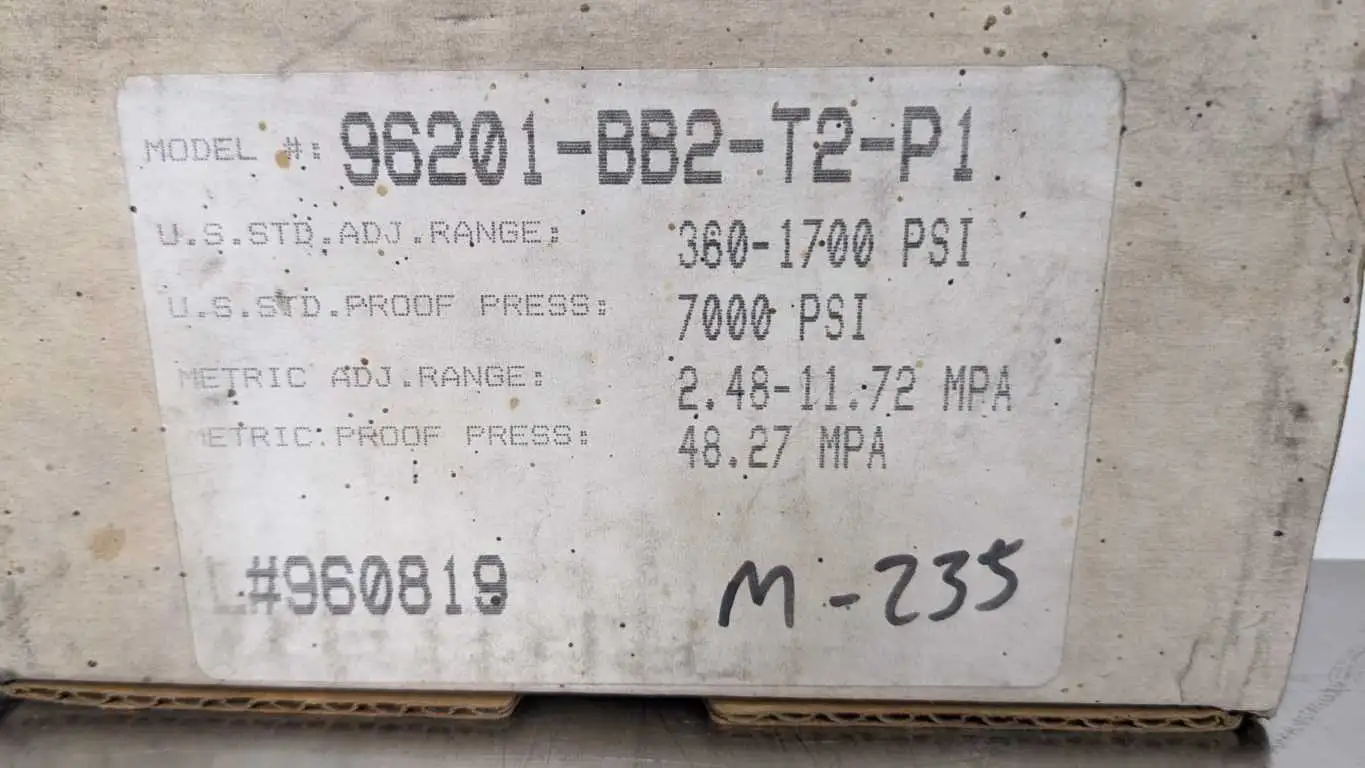 MODEL #: 96201-BB2-T2-P1
U.S.STD.ADJ.RANGE: 360-1700 PSI
U.S.STD.PROOF PRESS: 7000 PSI
METRIC ADJ.RANGE: 2.48-11.72 MPA
METRIC.PROOF PRESS: 48.27 MPA
L#960819 M-235